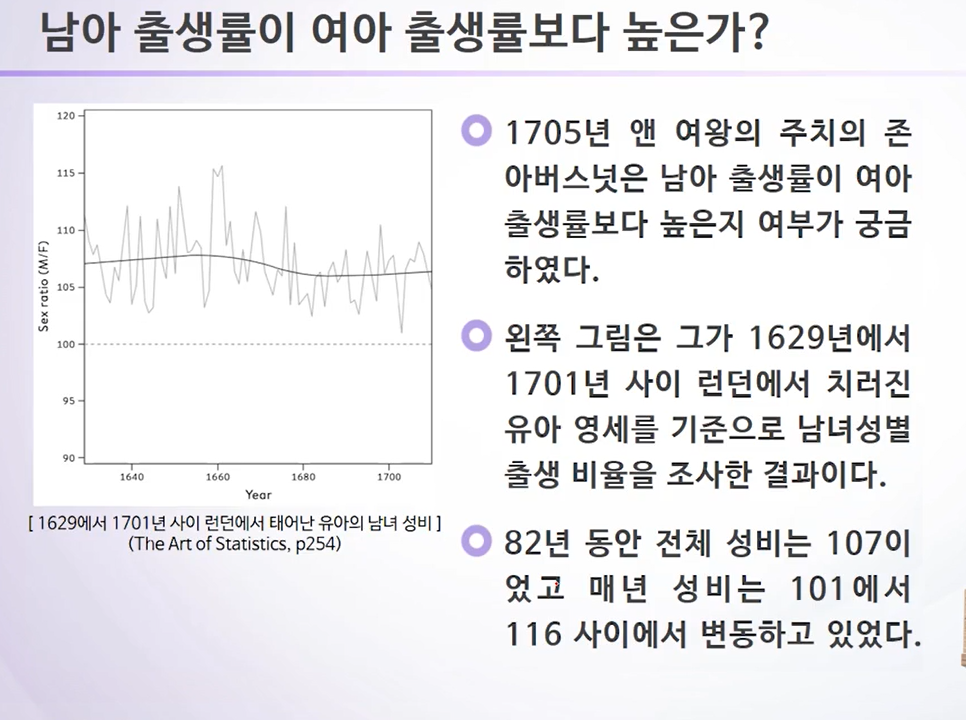 남아 출생률이 여아 출생률보다 높은가?
120
115
110
105
100
95
90
Sex ratio (M/F)
1640
1660
1680
1700
Year
[ 1629에서 1701년 사이 런던에서 태어난 유아의 남녀 성비 ]
(The Art of Statistics, p254)
1705년 앤 여왕의 주치의 존
아버스넛은 남아 출생률이 여아
출생률보다 높은지 여부가 궁금
하였다.
왼쪽 그림은 그가 1629년에서
1701년 사이 런던에서 치러진
유아 영세를 기준으로 남녀성별
출생 비율을 조사한 결과이다.
82년 동안 전체 성비는 107이
었고 매년 성비는 101에서
116 사이에서 변동하고 있었다.